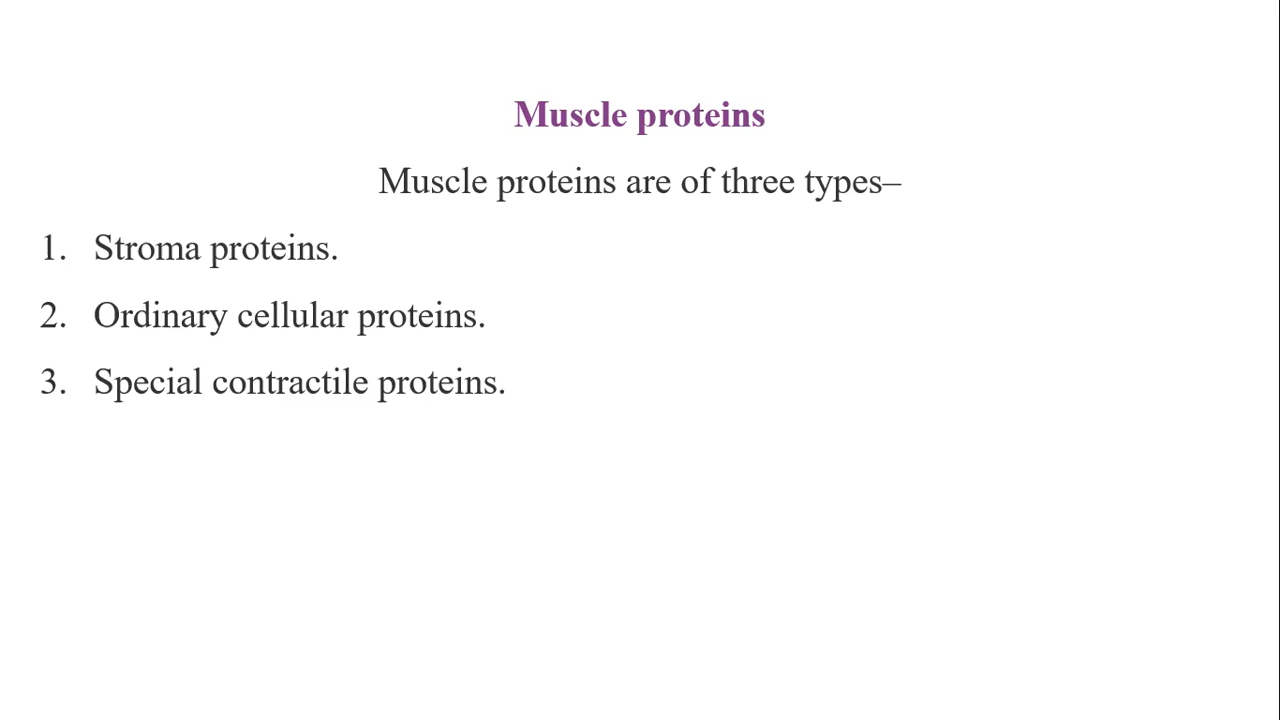 Muscle proteins
Muscle proteins are of three types–
1. Stroma proteins.
2. Ordinary cellular proteins.
3. Special contractile proteins.